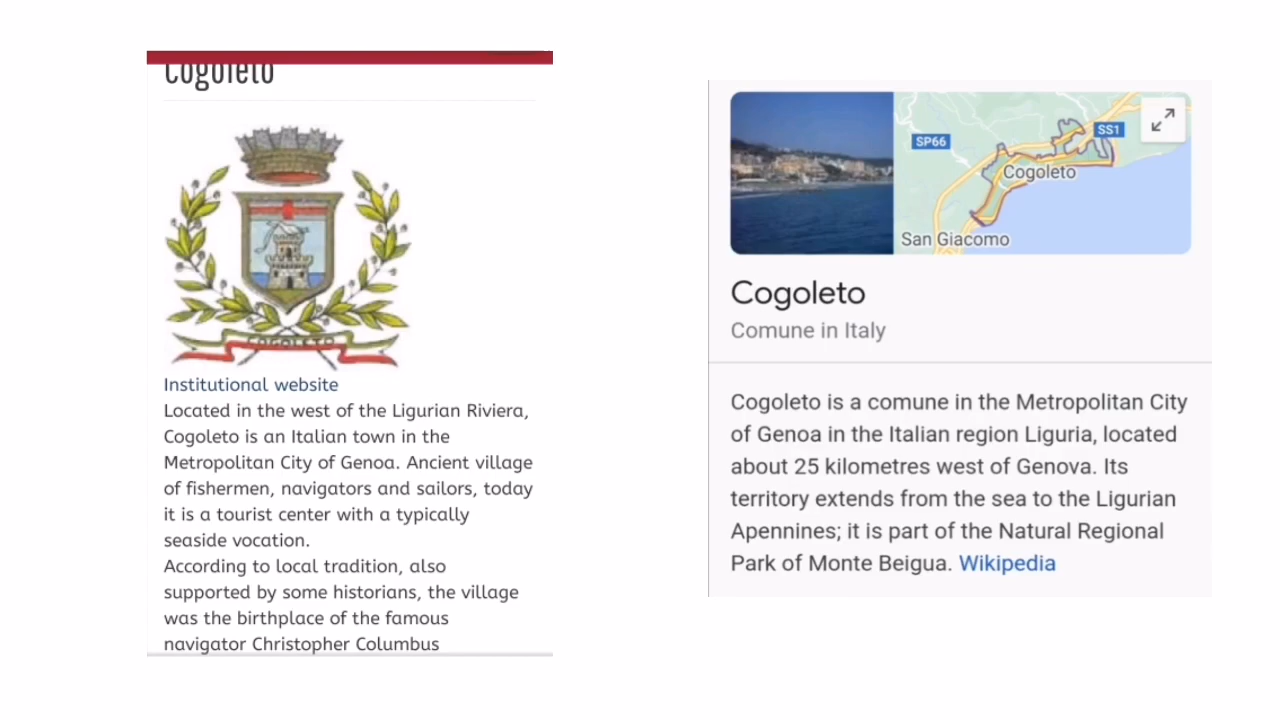 Cogoleto
COGOLETO
Institutional website
Located in the west of the Ligurian Riviera,
Cogoleto is an Italian town in the
Metropolitan City of Genoa. Ancient village
of fishermen, navigators and sailors, today
it is a tourist center with a typically
seaside vocation.
According to local tradition, also
supported by some historians, the village
was the birthplace of the famous
navigator Christopher Columbus
SP66
SS1
Cogoleto
San Giacomo
Cogoleto
Comune in Italy
Cogoleto is a comune in the Metropolitan City
of Genoa in the Italian region Liguria, located
about 25 kilometres west of Genova. Its
territory extends from the sea to the Ligurian
Apennines; it is part of the Natural Regional
Park of Monte Beigua. Wikipedia